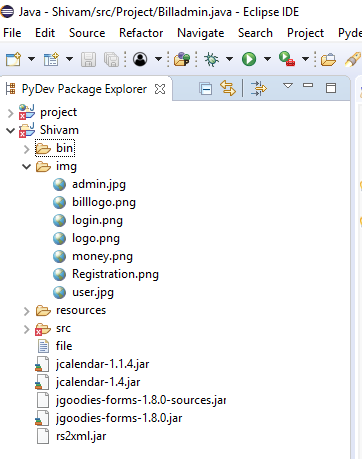 Java - Shivam/src/Project/Billadmin.java - Eclipse IDE
File Edit Source Refactor Navigate Search Project Pyde
PyDev Package Explorer
project
Shivam
bin
img
admin.jpg
billlogo.png
login.png
logo.png
money.png
Registration.png
user.jpg
resources
src
file
jcalendar-1.1.4.jar
jcalendar-1.4.jar
jgoodies-forms-1.8.0-sources.jar
jgoodies-forms-1.8.0.jar
rs2xml.jar